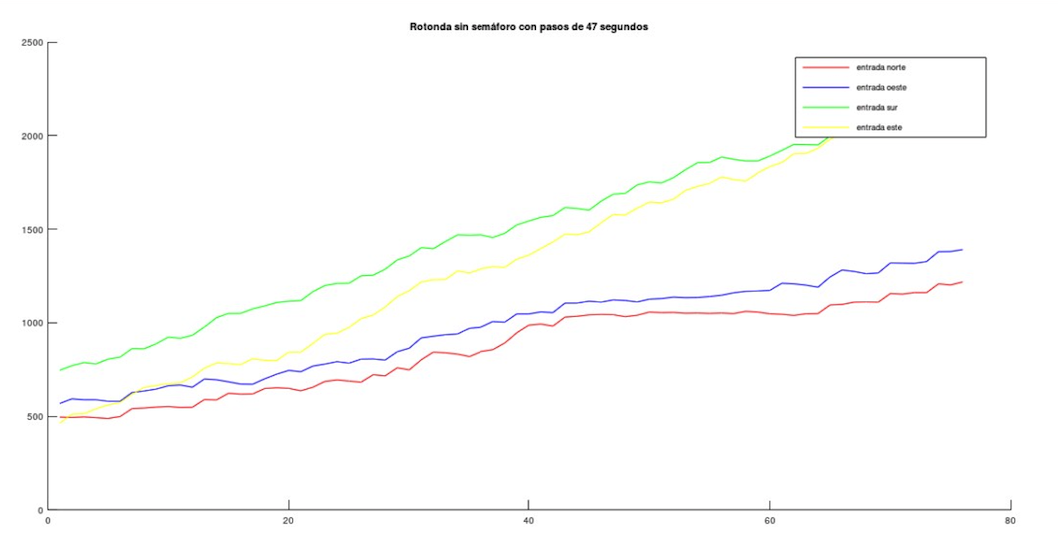 Rotonda sin semáforo con pasos de 47 segundos
2500
entrada norte
entrada oeste
entrada sur
entrada este
2000
1500
1000
500
0
0 20 40 60 80